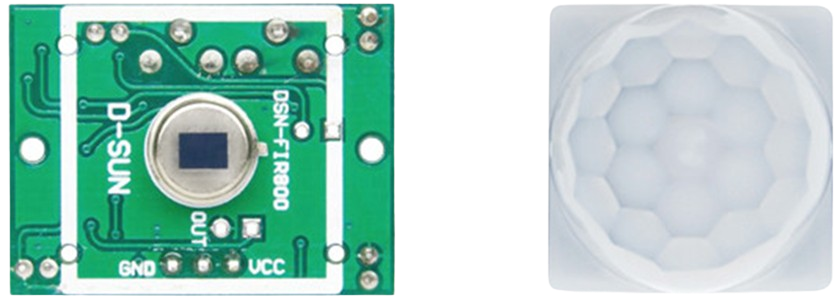 D-SUN
DSN-FIR800
OUT
GND
VCC